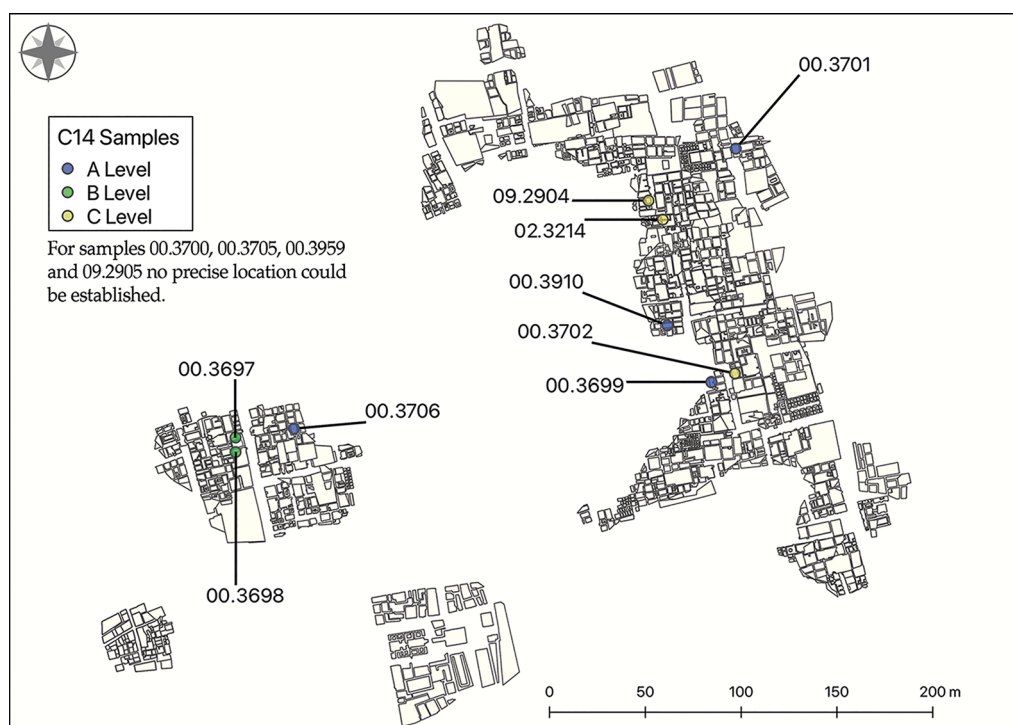 00.3701
C14 Samples
A Level
B Level
C Level
For samples 00.3700, 00.3705, 00.3959
and 09.2905 no precise location could
be established.
09.2904
02.3214
00.3910
00.3702
00.3699
00.3697
00.3706
00.3698
0 50 100 150 200 m